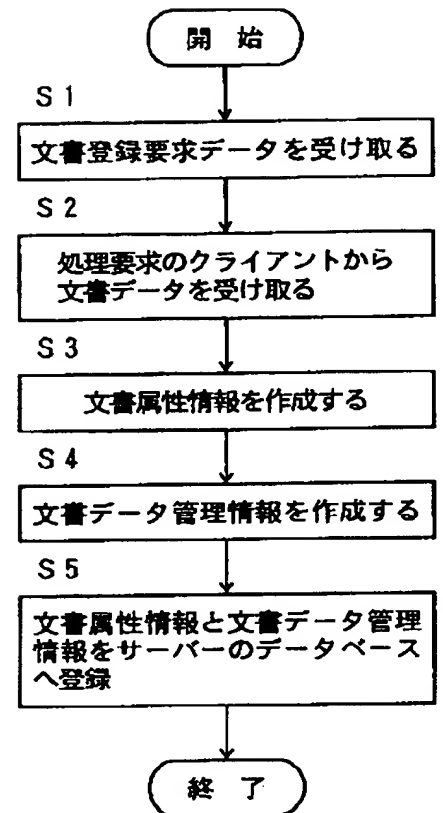 開 始
S1
文書登録要求データを受け取る
S2
処理要求のクライアントから
文書データを受け取る
S3
文書属性情報を作成する
S4
文書データ管理情報を作成する
S5
文書属性情報と文書データ管理
情報をサーバーのデータベース
へ登録
終 了